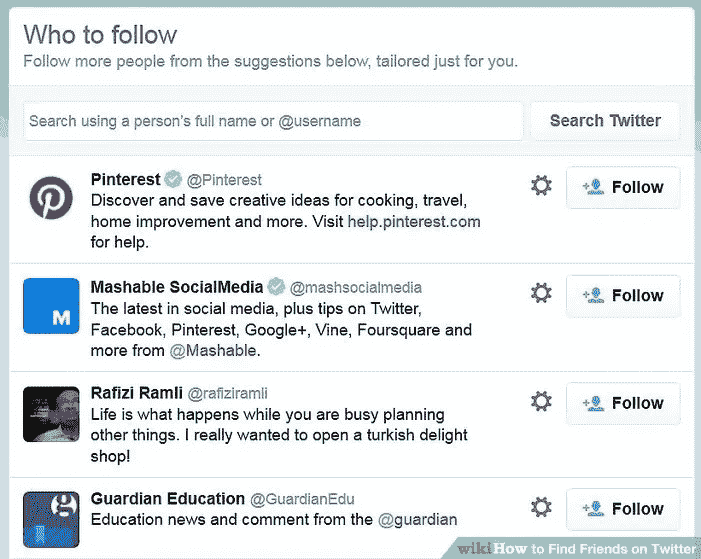 Who to follow
Follow more people from the suggestions below, tailored just for you.
Search using a person's full name or @username
Search Twitter
Pinterest @Pinterest
Discover and save creative ideas for cooking, travel,
home improvement and more. Visit help.pinterest.com
for help.
Follow
Mashable SocialMedia @mashsocialmedia
The latest in social media, plus tips on Twitter,
Facebook, Pinterest, Google+, Vine, Foursquare and
more from @Mashable.
Follow
M
Rafizi Ramli @rafiziramli
Life is what happens while you are busy planning
other things. I really wanted to open a turkish delight
shop!
Follow
Guardian Education @GuardianEdu
Education news and comment from the @guardian
Follow
wikiHow to Find Friends on Twitter